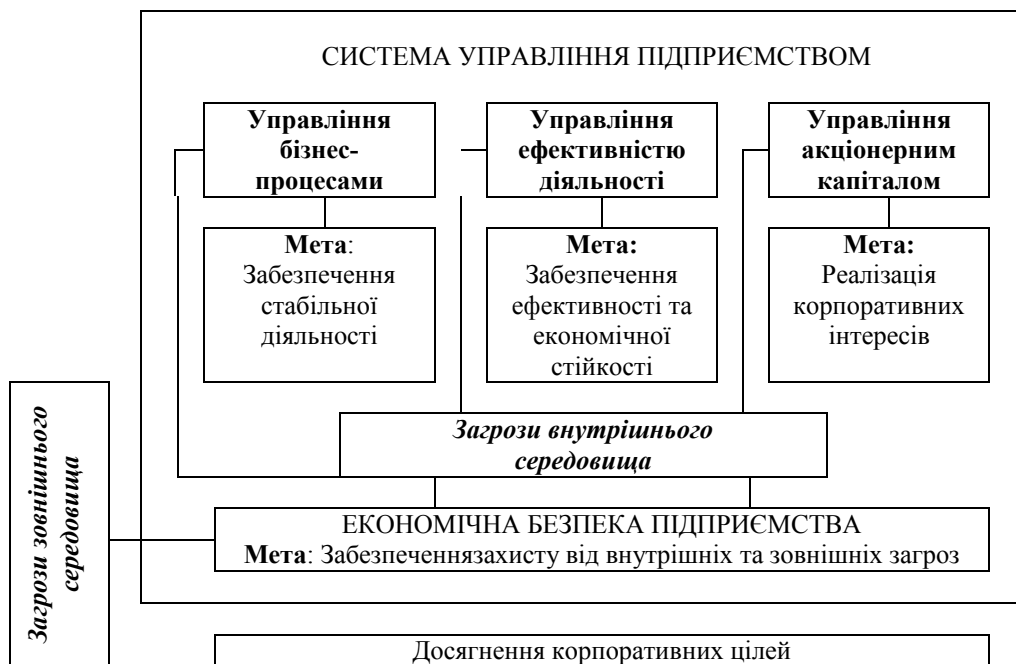 СИСТЕМА УПРАВЛІННЯ ПІДПРИЄМСТВОМ
Управління
бізнес-
процесами
Управління
ефективністю
діяльності
Управління
акціонерним
капіталом
Мета:
Забезпечення
стабільної
діяльності
Мета:
Забезпечення
ефективності та
економічної
стійкості
Мета:
Реалізація
корпоративних
інтересів
Загрози внутрішнього
середовища
Загрози зовнішнього
середовища
ЕКОНОМІЧНА БЕЗПЕКА ПІДПРИЄМСТВА
Мета: Забезпеченнязахисту від внутрішніх та зовнішніх загроз
Досягнення корпоративних цілей